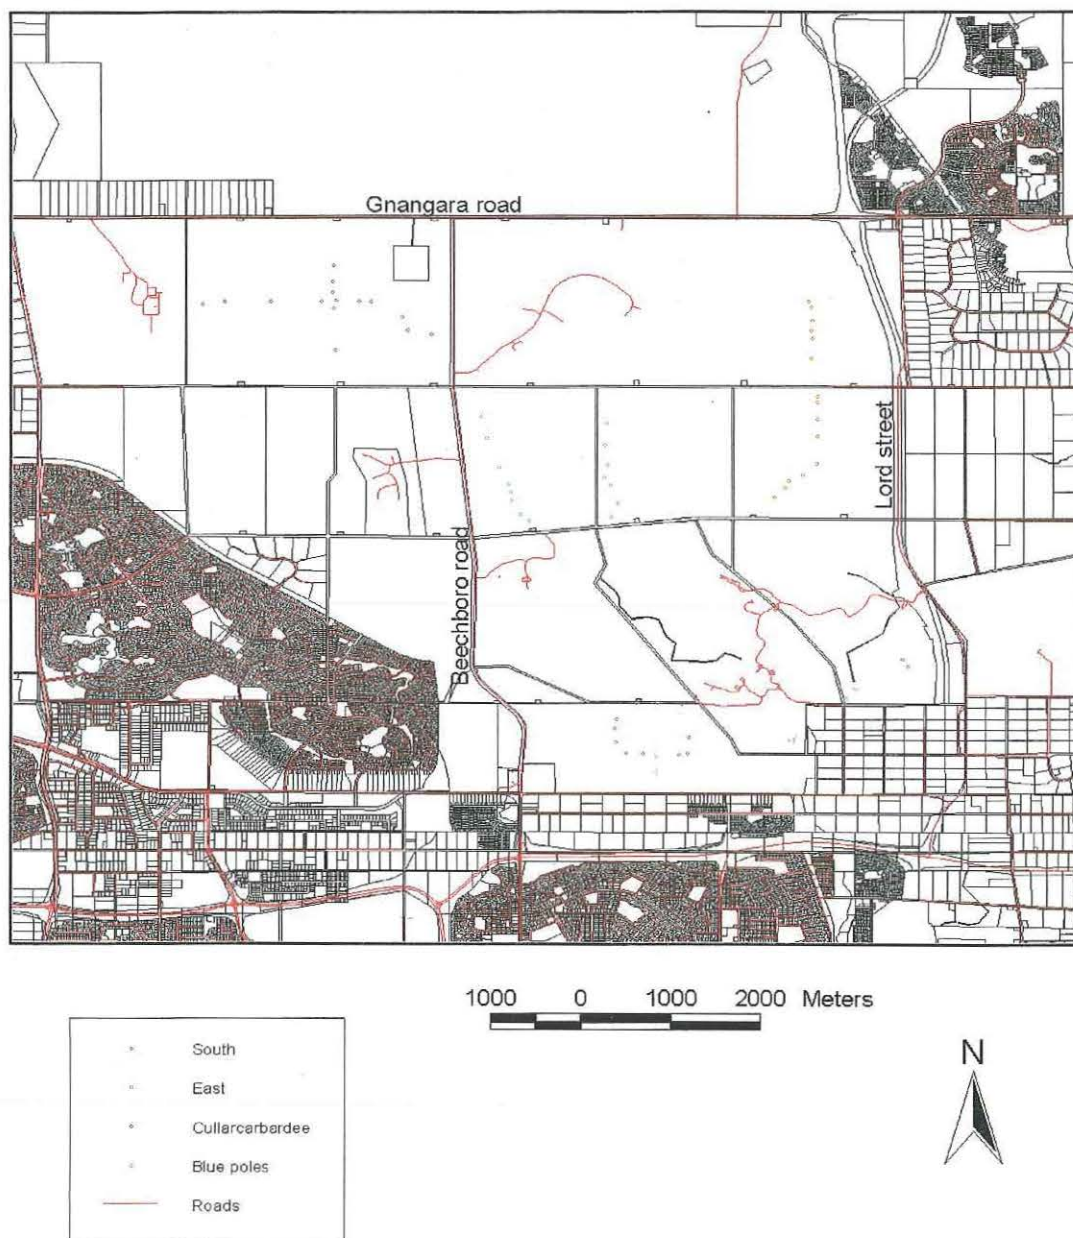 Gnangara road
Lord street
Beechboro road
1000 0 1000 2000 Meters
N
South
East
Cullarcarbardee
Blue poles
Roads